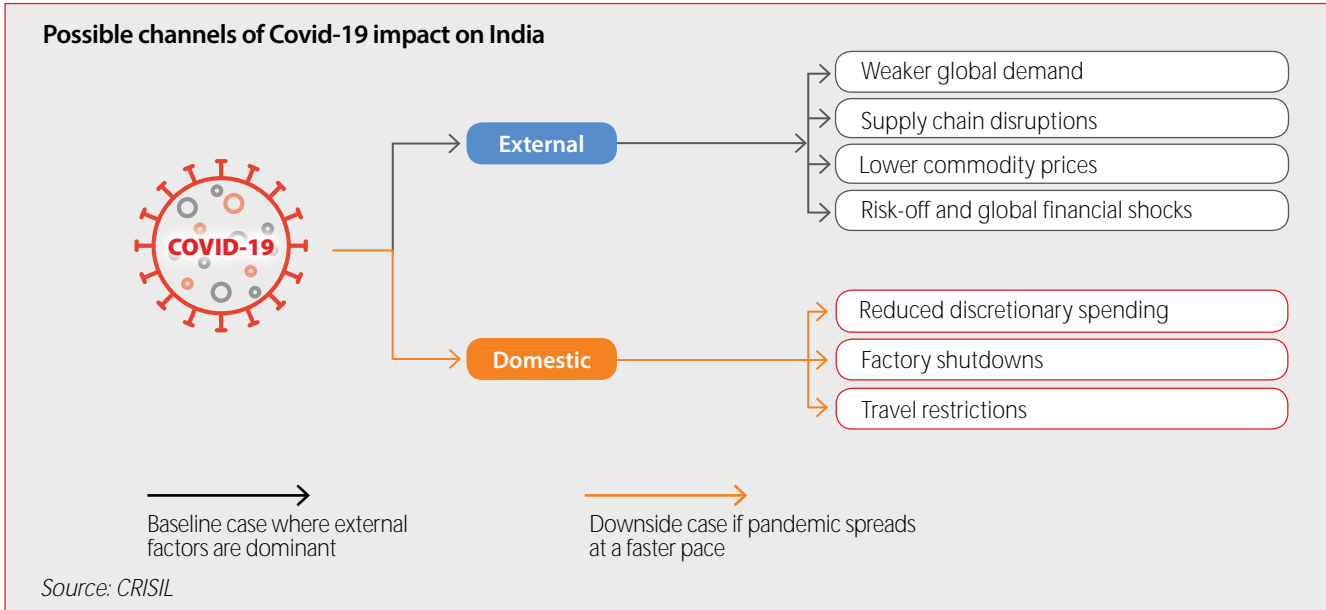 Possible channels of Covid-19 impact on India
COVID-19
External
Weaker global demand
Supply chain disruptions
Lower commodity prices
Risk-off and global financial shocks
Domestic
Reduced discretionary spending
Factory shutdowns
Travel restrictions
Baseline case where external
factors are dominant
Downside case if pandemic spreads
at a faster pace
Source: CRISIL